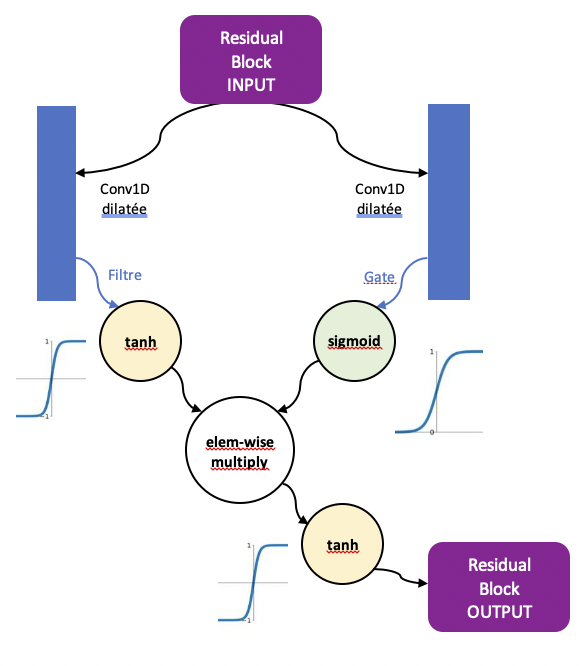 Residual
Block
INPUT
Conv1D
dilatée
Conv1D
dilatée
Filtre
Gate
tanh
sigmoid
1
-1
1
0
elem-wise
multiply
tanh
1
-1
Residual
Block
OUTPUT